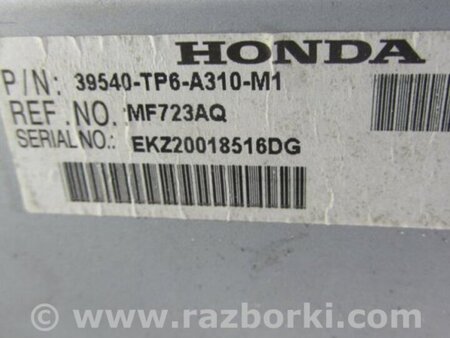 HONDA
P/N: 39540-TP6-A310-M1
REF.NO. MF723AQ
SERIAL NO.: EKZ20018516DG
www.razborki.com